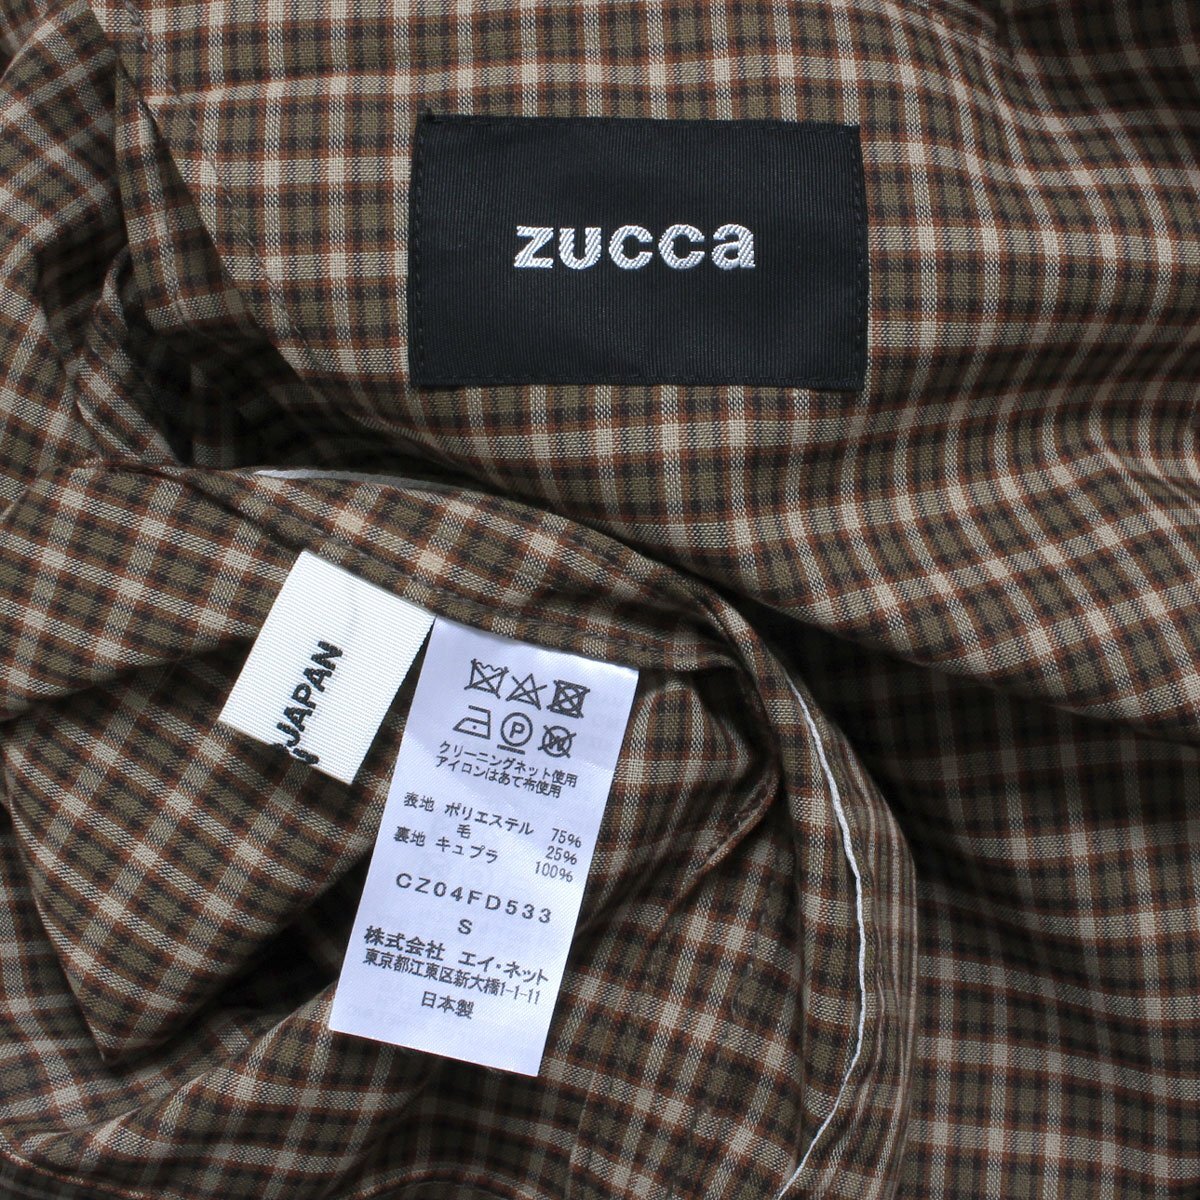 zucca
JAPAN
P
W
クリーニングネット使用
アイロンはあて布使用
表地 ポリエステル 75%
毛 25%
裏地 キュプラ 100%
CZ04FD533
S
株式会社 エイ・ネット
東京都江東区新大橋1-1-11
日本製